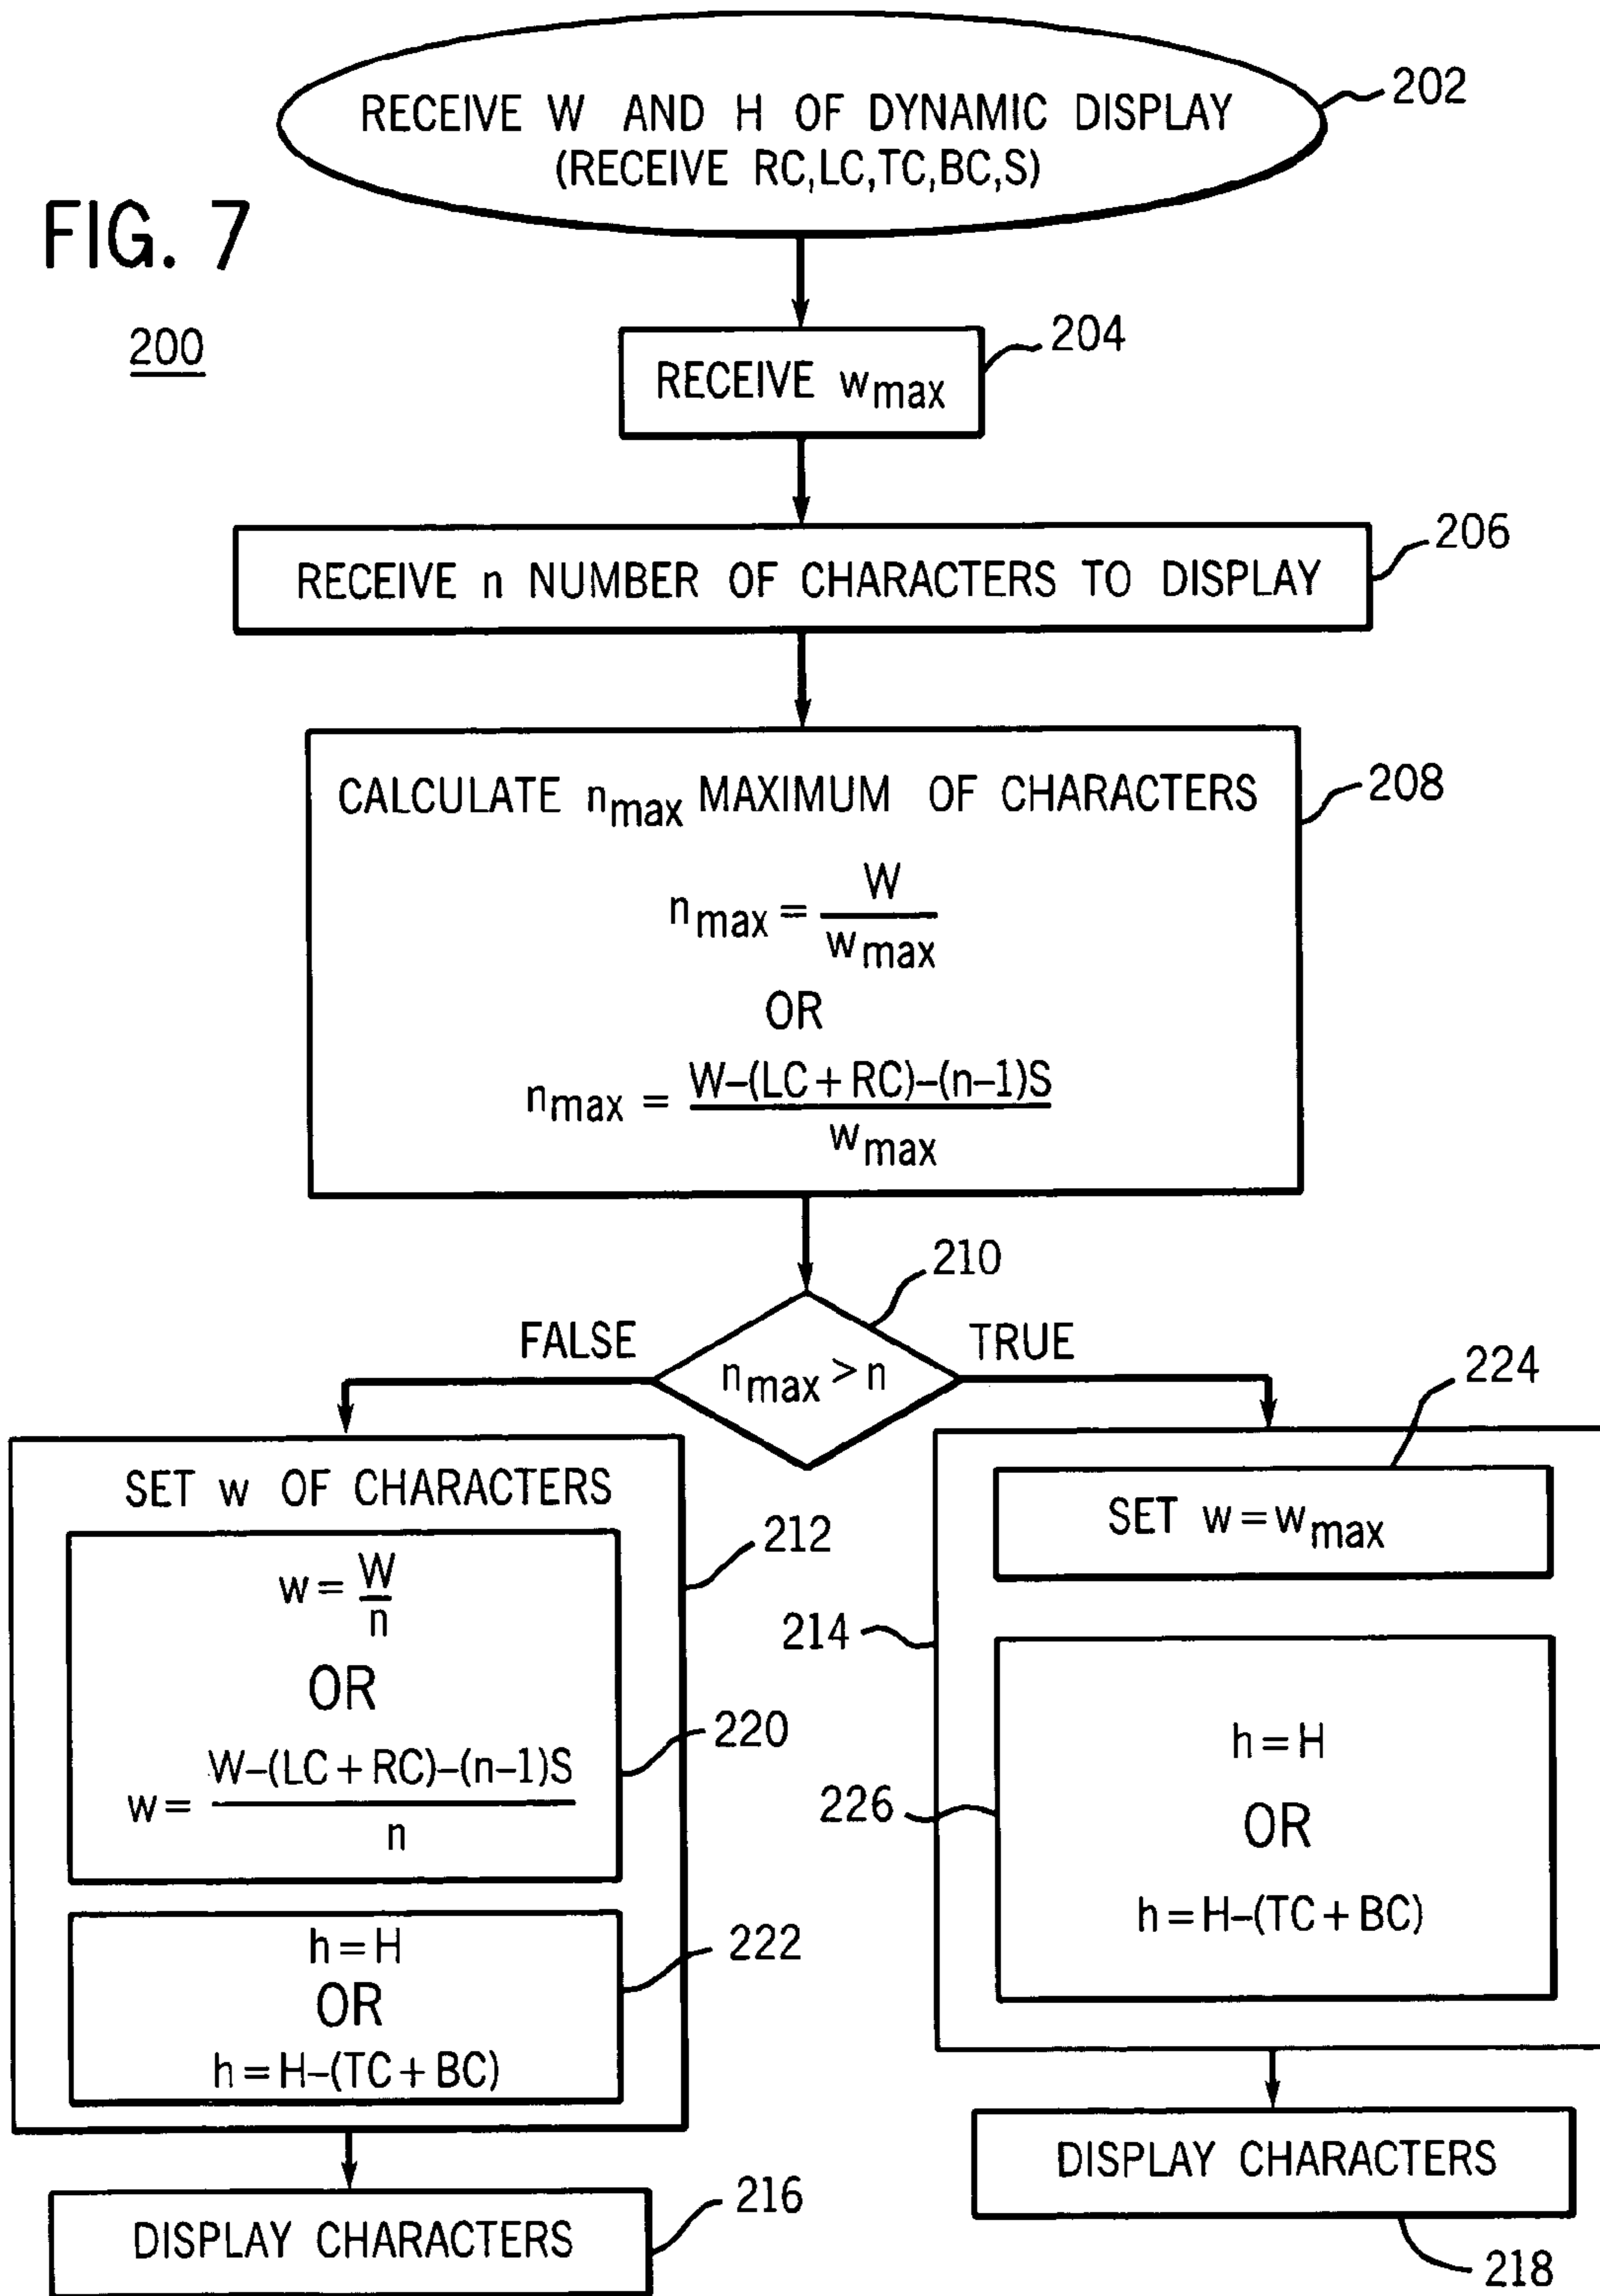 FIG. 7
200
RECEIVE W AND H OF DYNAMIC DISPLAY
(RECEIVE RC,LC,TC,BC,S)
202
RECEIVE wmax
204
RECEIVE n NUMBER OF CHARACTERS TO DISPLAY
206
CALCULATE nmax MAXIMUM OF CHARACTERS
208
nmax = W / wmax
OR
nmax = W–(LC + RC)–(n–1)S / wmax
210
FALSE
nmax > n
TRUE
SET w OF CHARACTERS
212
w = W / n
OR
w = W–(LC + RC)–(n–1)S / n
220
h = H
OR
h = H–(TC + BC)
222
DISPLAY CHARACTERS
216
224
SET w = wmax
214
h = H
OR
h = H–(TC + BC)
226
DISPLAY CHARACTERS
218